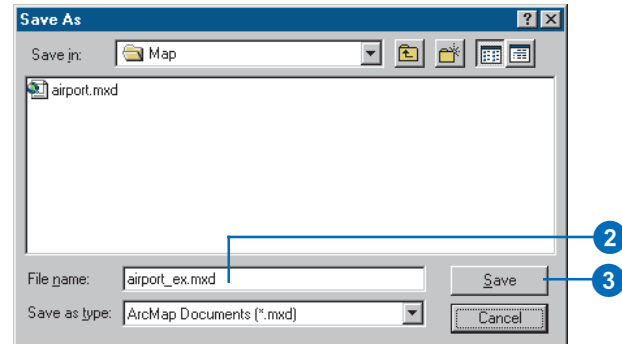 Save As
Save in: Map
airport.mxd
2
File name: airport_ex.mxd Save 3
Save as type: ArcMap Documents (*.mxd) Cancel